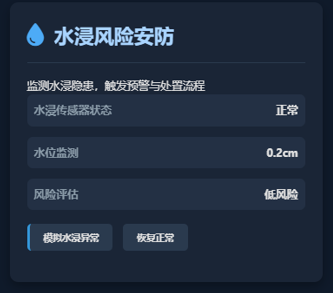 水浸风险安防
监测水浸隐患，触发预警与处置流程
水浸传感器状态 正常
水位监测 0.2cm
风险评估 低风险
模拟水浸异常 恢复正常